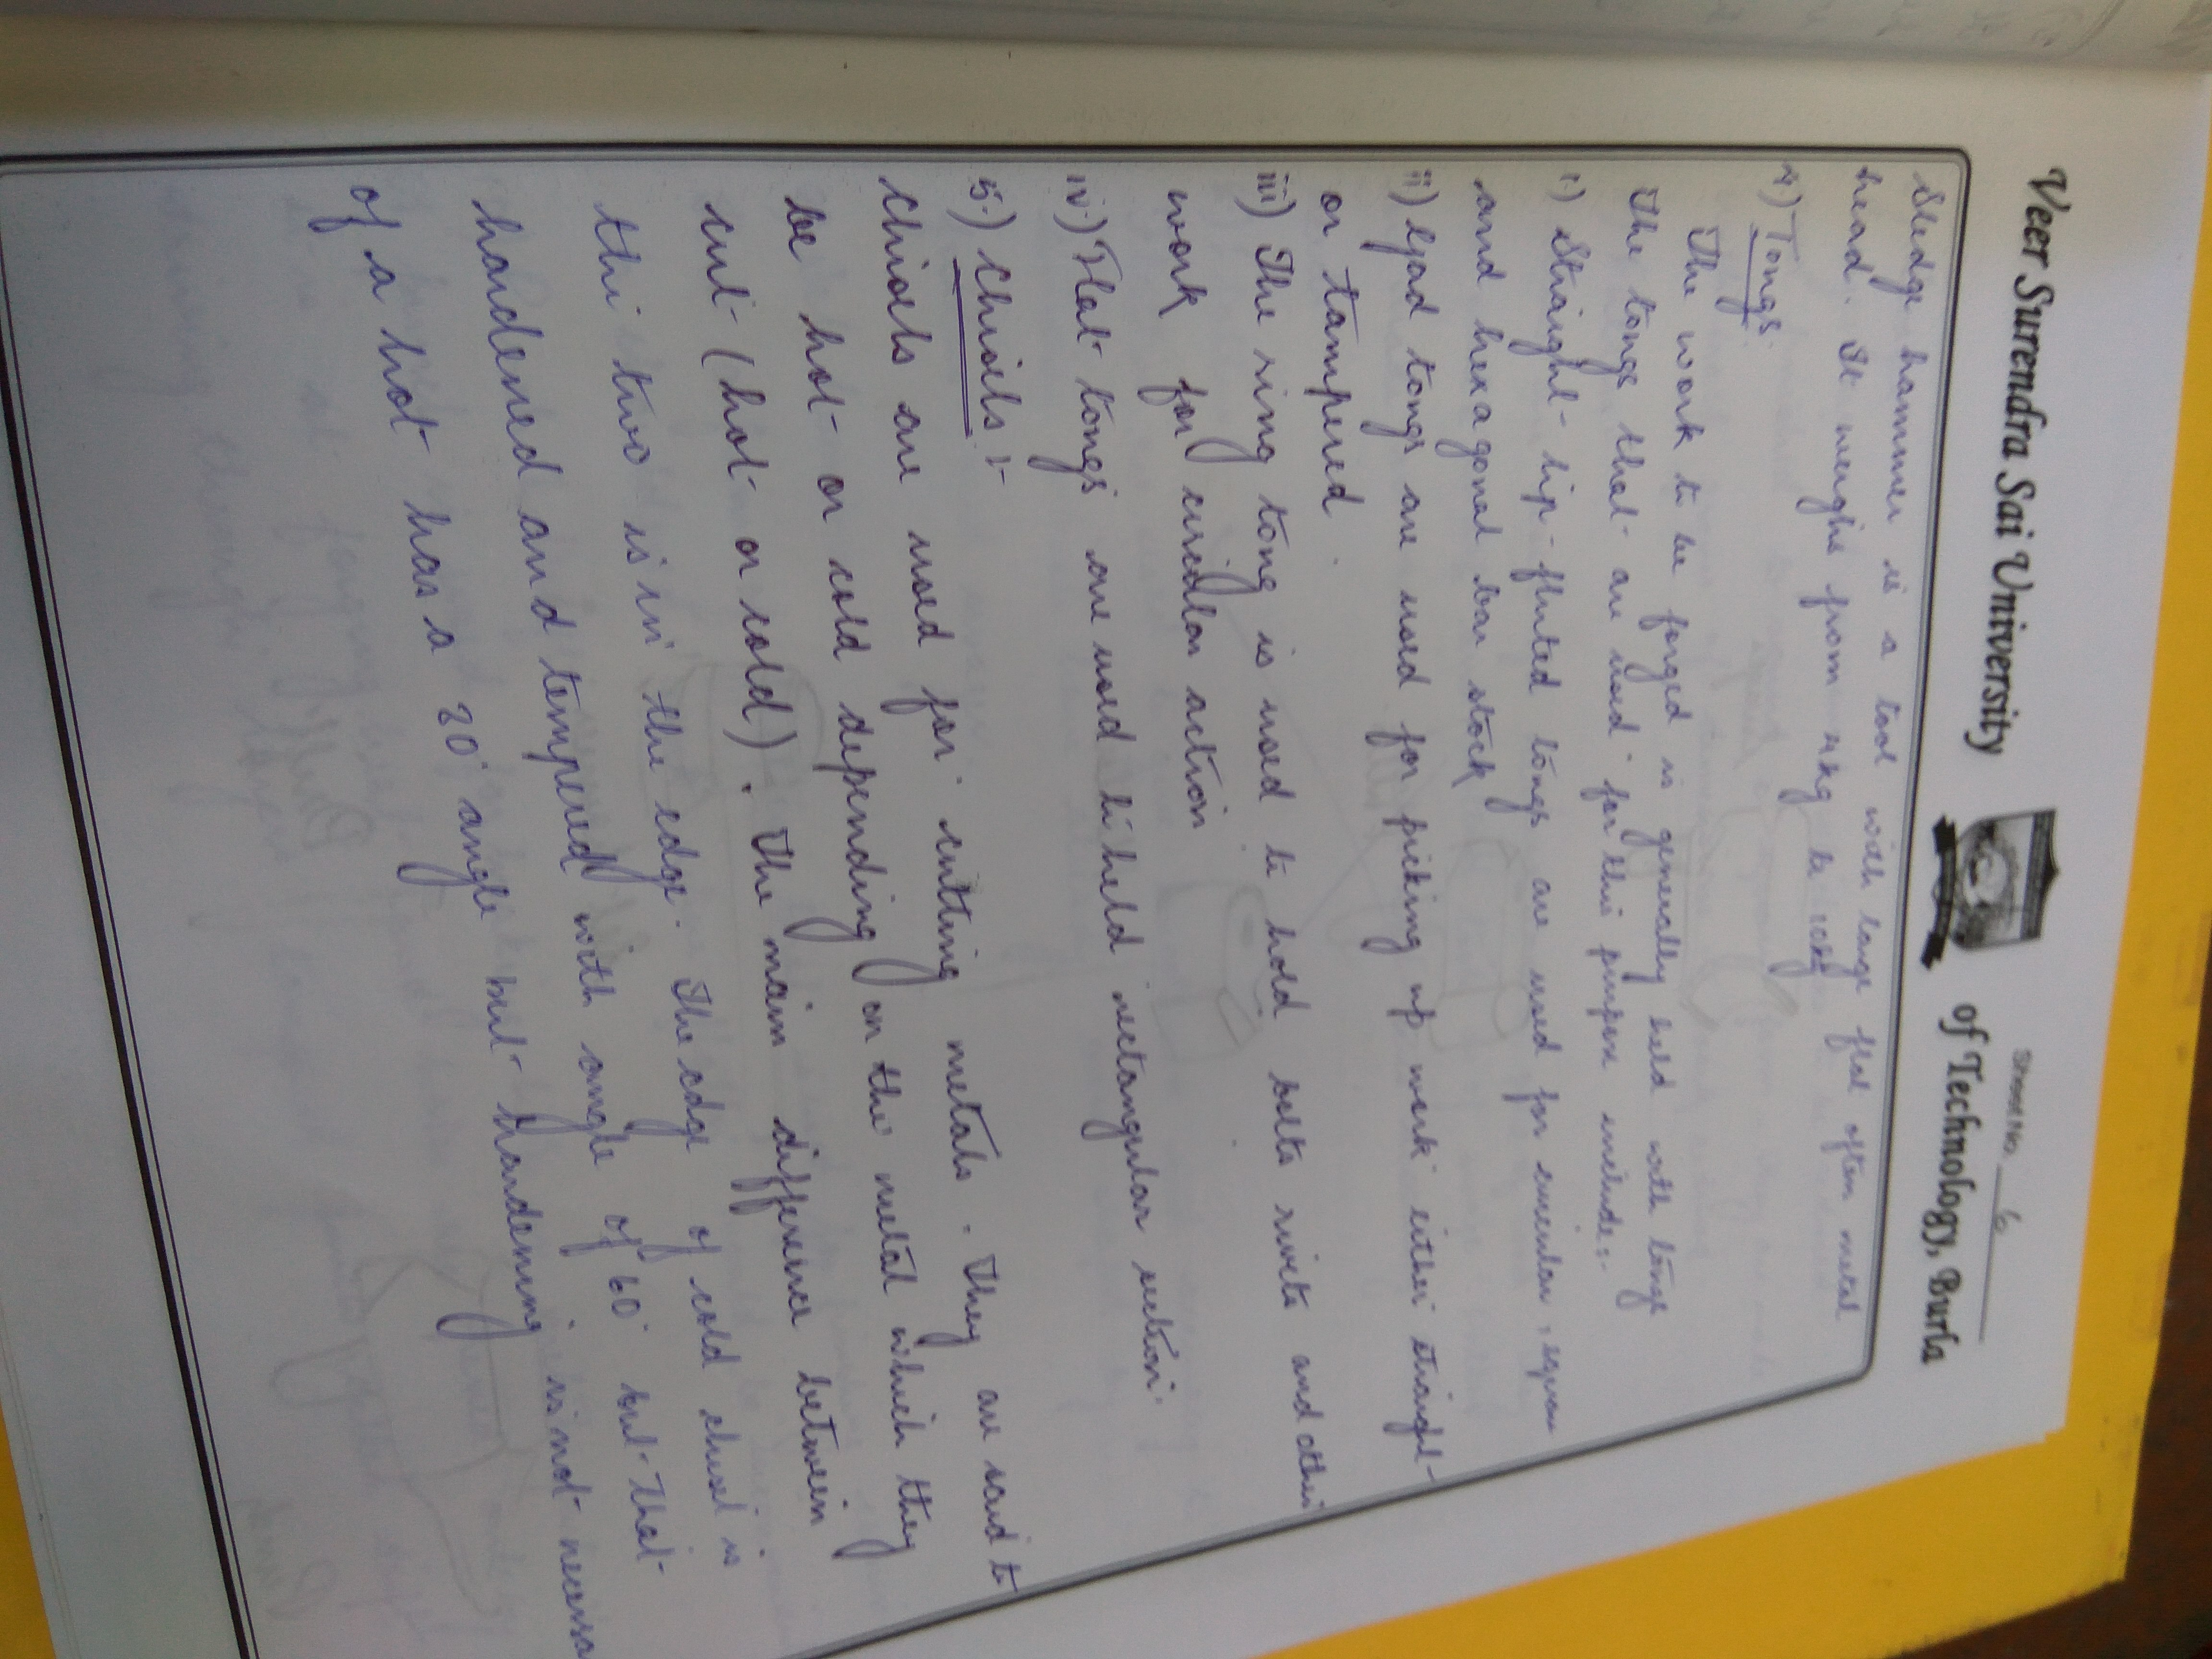 Sheet No. 6
Veer Surendra Sai University of Technology, Burla
Sledge hammer is a tool with large flat often metal
head. It weighs from 4kg to 10kg
4) Tongs
The work to be forged is generally held with tongs
The tongs that are used for this purpose include:-
i) Straight-lip-fluted tongs are used for circular, square
and hexagonal bar stock
ii) Gad tongs are used for picking up work either straight
or tampered.
iii) The ring tong is used to hold bolts rivets and other
work for circular action
iv) Flat tongs are used to held rectangular section.
5.) Chisels :-
Chisels are used for cutting metals. They are said to
be hot or cold depending on the metal which they
cut (hot or cold). The main difference between
the two is in the edge. The edge of cold chisel is
handened and tempered with angle of 60° but that
of a hot has a 20° angle but handening is not necessa